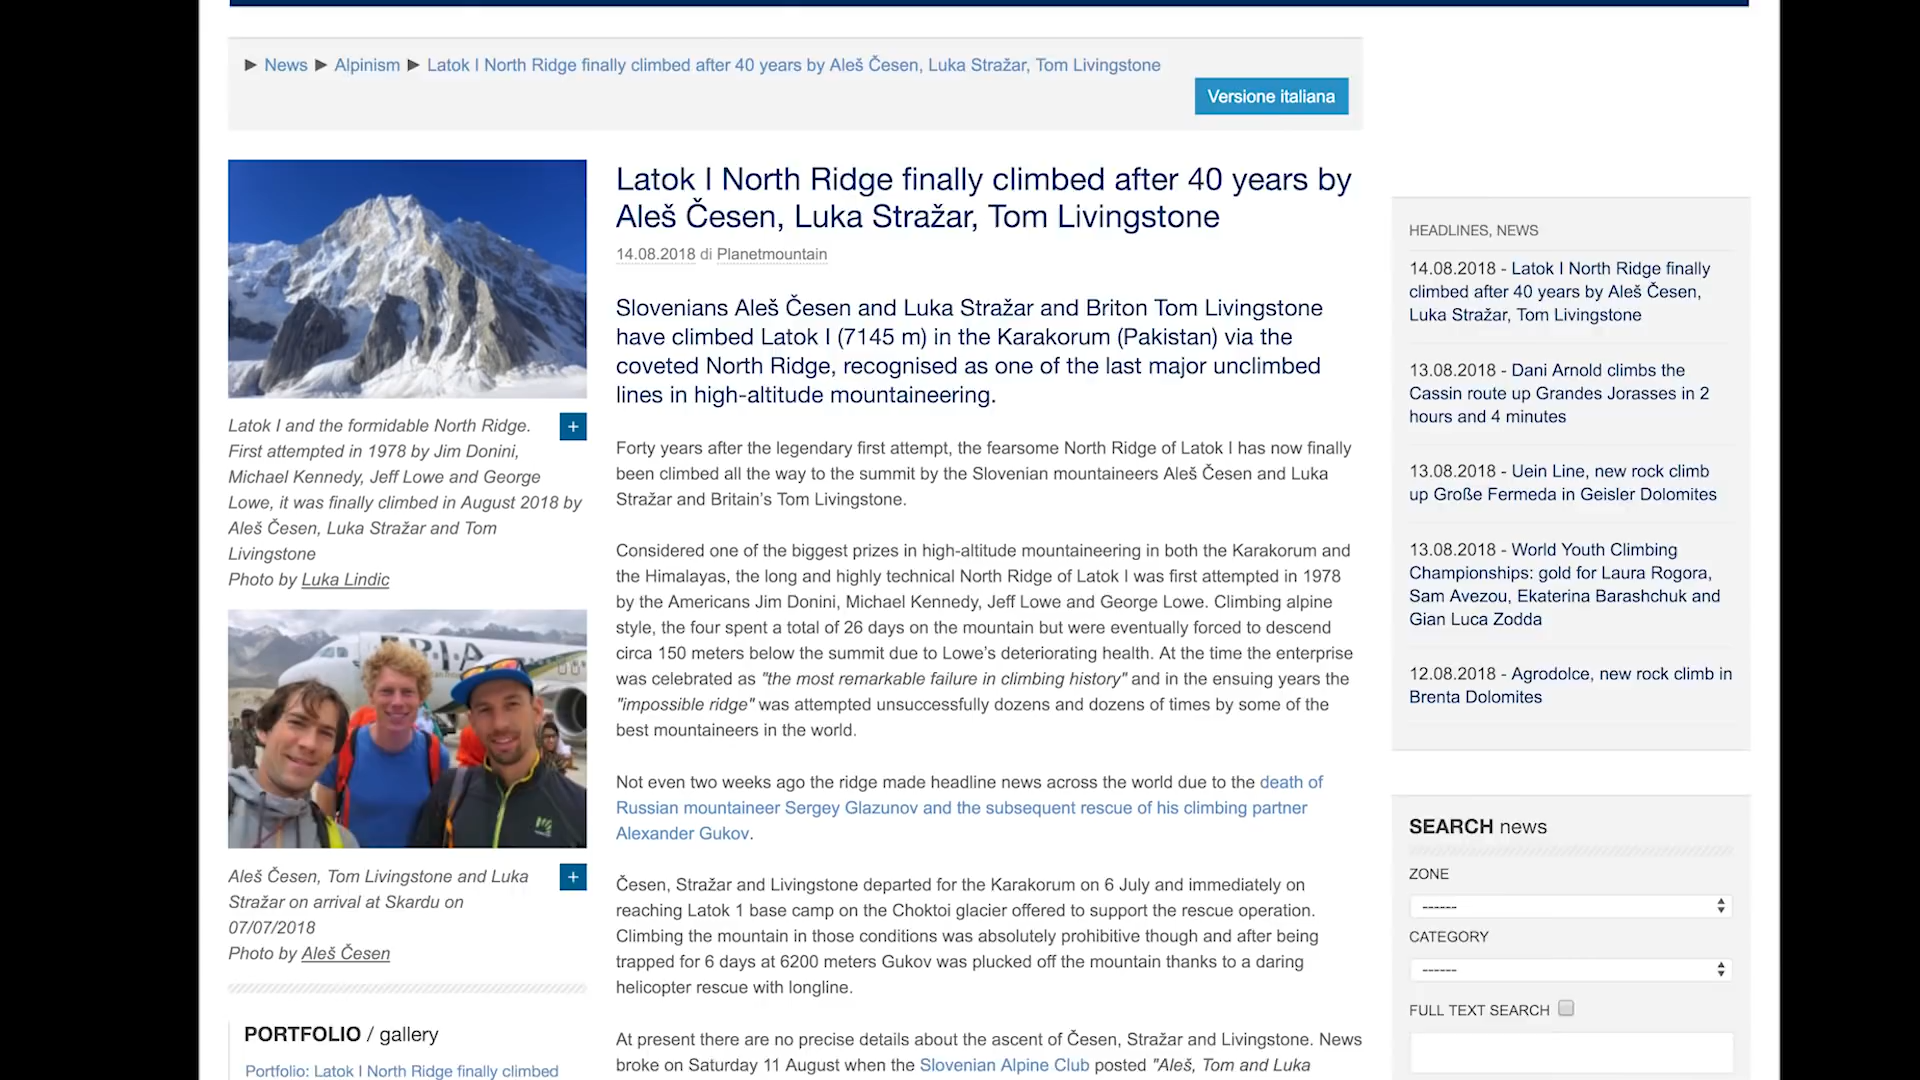 ► News ► Alpinism ► Latok I North Ridge finally climbed after 40 years by Aleš Česen, Luka Stražar, Tom Livingstone
Versione italiana
Latok I and the formidable North Ridge.
First attempted in 1978 by Jim Donini,
Michael Kennedy, Jeff Lowe and George
Lowe, it was finally climbed in August 2018 by
Aleš Česen, Luka Stražar and Tom
Livingstone
Photo by Luka Lindic
+
PIA
Aleš Česen, Tom Livingstone and Luka
Stražar on arrival at Skardu on
07/07/2018
Photo by Aleš Česen
+
PORTFOLIO / gallery
Portfolio: Latok I North Ridge finally climbed
Latok I North Ridge finally climbed after 40 years by
Aleš Česen, Luka Stražar, Tom Livingstone
14.08.2018 di Planetmountain
Slovenians Aleš Česen and Luka Stražar and Briton Tom Livingstone
have climbed Latok I (7145 m) in the Karakorum (Pakistan) via the
coveted North Ridge, recognised as one of the last major unclimbed
lines in high-altitude mountaineering.
Forty years after the legendary first attempt, the fearsome North Ridge of Latok I has now finally
been climbed all the way to the summit by the Slovenian mountaineers Aleš Česen and Luka
Stražar and Britain's Tom Livingstone.
Considered one of the biggest prizes in high-altitude mountaineering in both the Karakorum and
the Himalayas, the long and highly technical North Ridge of Latok I was first attempted in 1978
by the Americans Jim Donini, Michael Kennedy, Jeff Lowe and George Lowe. Climbing alpine
style, the four spent a total of 26 days on the mountain but were eventually forced to descend
circa 150 meters below the summit due to Lowe's deteriorating health. At the time the enterprise
was celebrated as "the most remarkable failure in climbing history" and in the ensuing years the
"impossible ridge" was attempted unsuccessfully dozens and dozens of times by some of the
best mountaineers in the world.
Not even two weeks ago the ridge made headline news across the world due to the death of
Russian mountaineer Sergey Glazunov and the subsequent rescue of his climbing partner
Alexander Gukov.
Česen, Stražar and Livingstone departed for the Karakorum on 6 July and immediately on
reaching Latok 1 base camp on the Choktoi glacier offered to support the rescue operation.
Climbing the mountain in those conditions was absolutely prohibitive though and after being
trapped for 6 days at 6200 meters Gukov was plucked off the mountain thanks to a daring
helicopter rescue with longline.
At present there are no precise details about the ascent of Česen, Stražar and Livingstone. News
broke on Saturday 11 August when the Slovenian Alpine Club posted "Aleš, Tom and Luka
HEADLINES, NEWS
14.08.2018 - Latok I North Ridge finally
climbed after 40 years by Aleš Česen,
Luka Stražar, Tom Livingstone
13.08.2018 - Dani Arnold climbs the
Cassin route up Grandes Jorasses in 2
hours and 4 minutes
13.08.2018 - Uein Line, new rock climb
up Große Fermeda in Geisler Dolomites
13.08.2018 - World Youth Climbing
Championships: gold for Laura Rogora,
Sam Avezou, Ekaterina Barashchuk and
Gian Luca Zodda
12.08.2018 - Agrodolce, new rock climb in
Brenta Dolomites
SEARCH news
ZONE
------
CATEGORY
------
FULL TEXT SEARCH